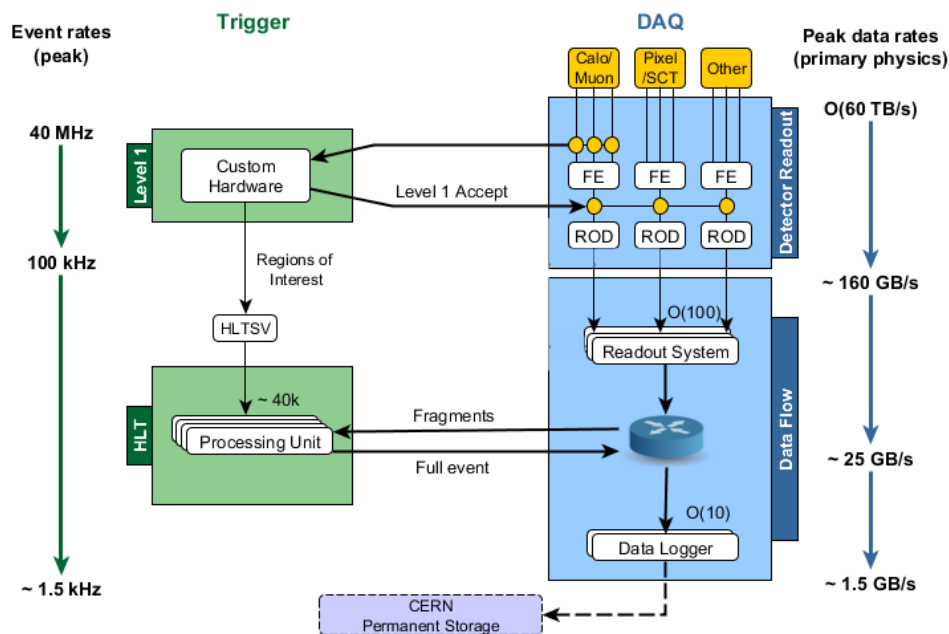 Trigger
DAQ
Event rates
(peak)
Peak data rates
(primary physics)
Calo/
Muon
Pixel
/SCT
Other
40 MHz
O(60 TB/s)
Level 1
Custom
Hardware
Level 1 Accept
FE
FE
FE
ROD
ROD
ROD
Detector Readout
100 kHz
Regions of
Interest
~ 160 GB/s
HLTSV
O(100)
Readout System
~ 40k
HLT
Processing Unit
Fragments
Full event
Data Flow
~ 25 GB/s
O(10)
Data Logger
~ 1.5 kHz
~ 1.5 GB/s
CERN
Permanent Storage